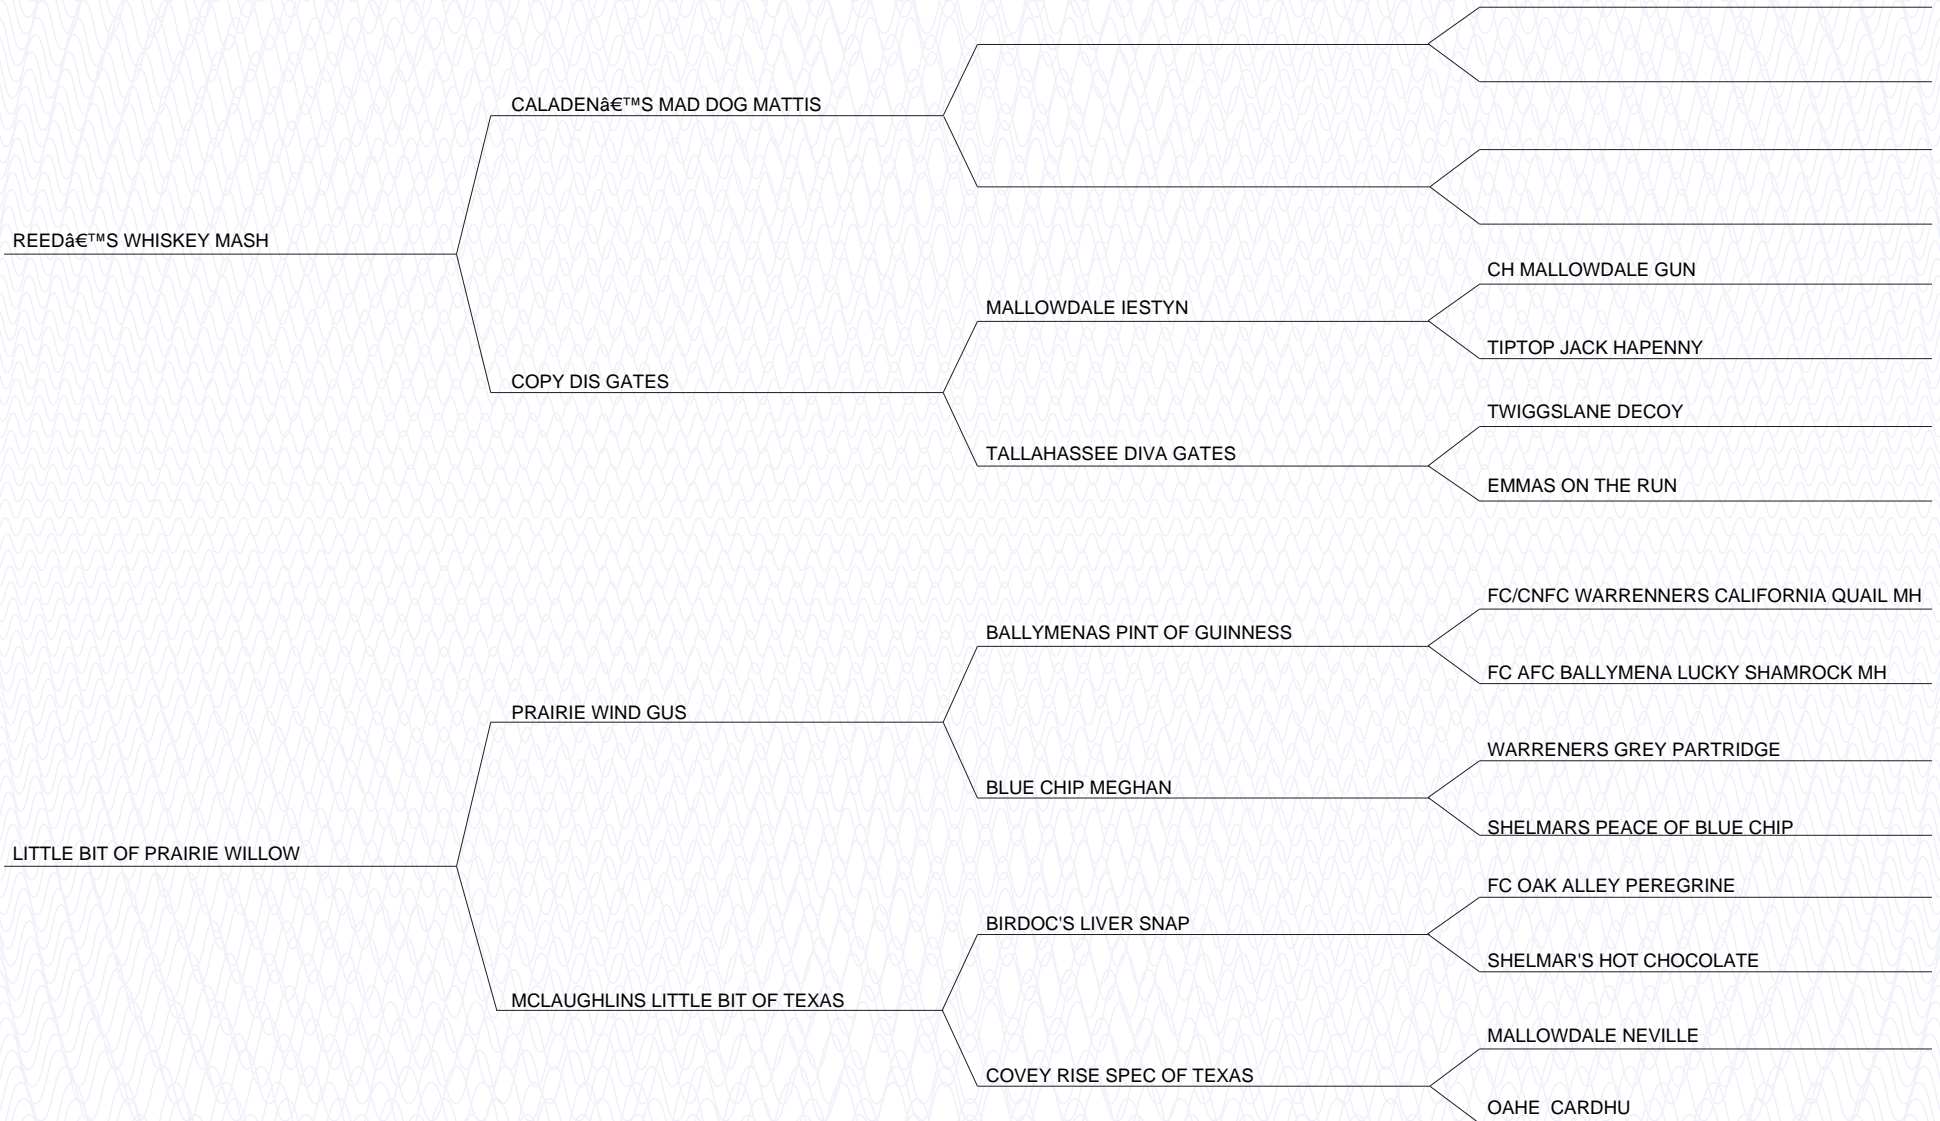 CALADENâ€™S MAD DOG MATTIS
REEDâ€™S WHISKEY MASH
CH MALLOWDALE GUN
MALLOWDALE IESTYN
TIPTOP JACK HAPENNY
COPY DIS GATES
TWIGGSLANE DECOY
TALLAHASSEE DIVA GATES
EMMAS ON THE RUN
FC/CNFC WARRENNERS CALIFORNIA QUAIL MH
BALLYMENAS PINT OF GUINNESS
FC AFC BALLYMENA LUCKY SHAMROCK MH
PRAIRIE WIND GUS
WARRENERS GREY PARTRIDGE
BLUE CHIP MEGHAN
SHELMARS PEACE OF BLUE CHIP
LITTLE BIT OF PRAIRIE WILLOW
FC OAK ALLEY PEREGRINE
BIRDOC'S LIVER SNAP
SHELMAR'S HOT CHOCOLATE
MCLAUGHLINS LITTLE BIT OF TEXAS
MALLOWDALE NEVILLE
COVEY RISE SPEC OF TEXAS
OAHE  CARDHU